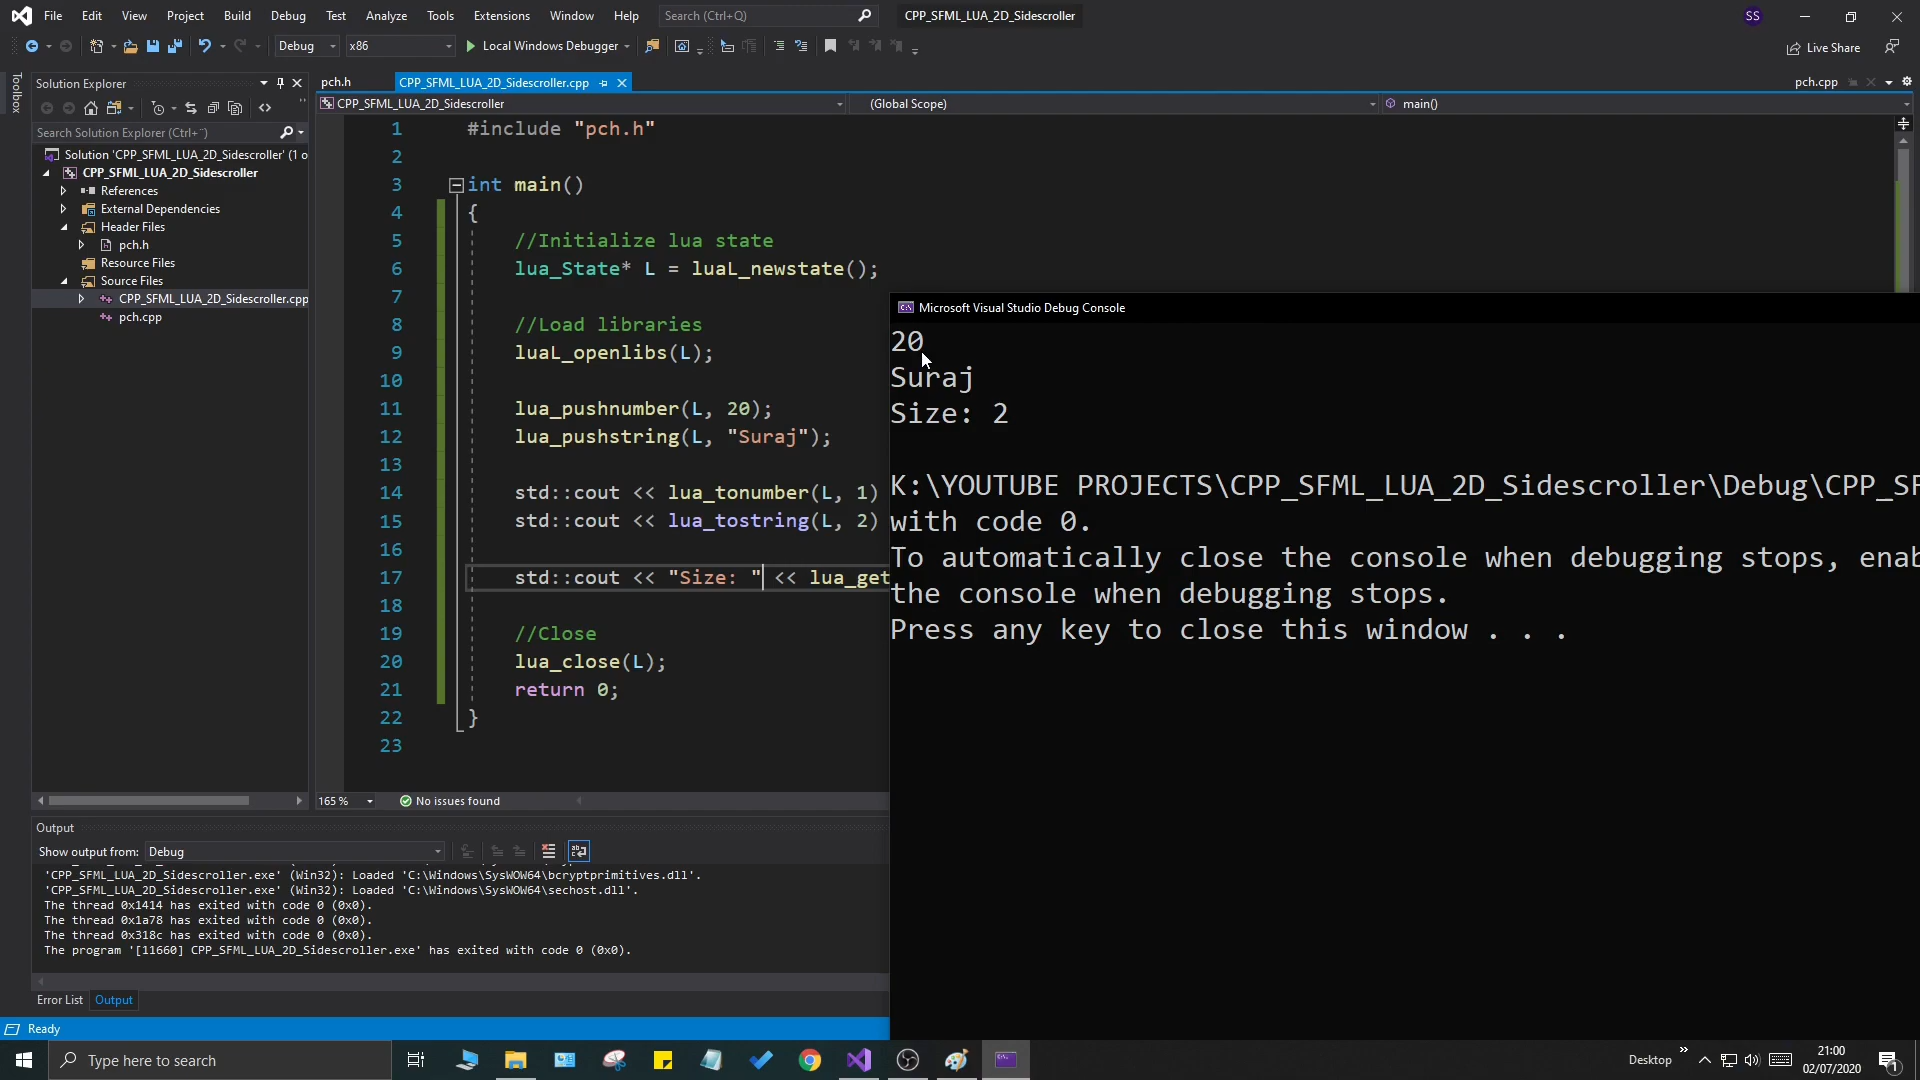 File Edit View Project Build Debug Test Analyze Tools Extensions Window Help Search (Ctrl+Q) CPP_SFML_LUA_2D_Sidescroller SS
Debug x86 Local Windows Debugger Live Share
Toolbox
Solution Explorer
Search Solution Explorer (Ctrl+¨)
Solution 'CPP_SFML_LUA_2D_Sidescroller' (1 o
CPP_SFML_LUA_2D_Sidescroller
References
External Dependencies
Header Files
pch.h
Resource Files
Source Files
CPP_SFML_LUA_2D_Sidescroller.cpp
pch.cpp
pch.h CPP_SFML_LUA_2D_Sidescroller.cpp pch.cpp
CPP_SFML_LUA_2D_Sidescroller (Global Scope) main()
1 #include "pch.h"
2
3 int main()
4 {
5 //Initialize lua state
6 lua_State* L = luaL_newstate();
7
8 //Load libraries
9 luaL_openlibs(L);
10
11 lua_pushnumber(L, 20);
12 lua_pushstring(L, "Suraj");
13
14 std::cout << lua_tonumber(L, 1)
15 std::cout << lua_tostring(L, 2)
16
17 std::cout << "Size: " << lua_get
18
19 //Close
20 lua_close(L);
21 return 0;
22 }
23
165 % No issues found
Microsoft Visual Studio Debug Console
20
Suraj
Size: 2
K:\YOUTUBE PROJECTS\CPP_SFML_LUA_2D_Sidescroller\Debug\CPP_SF
with code 0.
To automatically close the console when debugging stops, enab
the console when debugging stops.
Press any key to close this window . . .
Output
Show output from: Debug
'CPP_SFML_LUA_2D_Sidescroller.exe' (Win32): Loaded 'C:\Windows\SysWOW64\bcryptprimitives.dll'.
'CPP_SFML_LUA_2D_Sidescroller.exe' (Win32): Loaded 'C:\Windows\SysWOW64\sechost.dll'.
The thread 0x1414 has exited with code 0 (0x0).
The thread 0x1a78 has exited with code 0 (0x0).
The thread 0x318c has exited with code 0 (0x0).
The program '[11660] CPP_SFML_LUA_2D_Sidescroller.exe' has exited with code 0 (0x0).
Error List Output
Ready
Type here to search
Desktop
21:00
02/07/2020
1